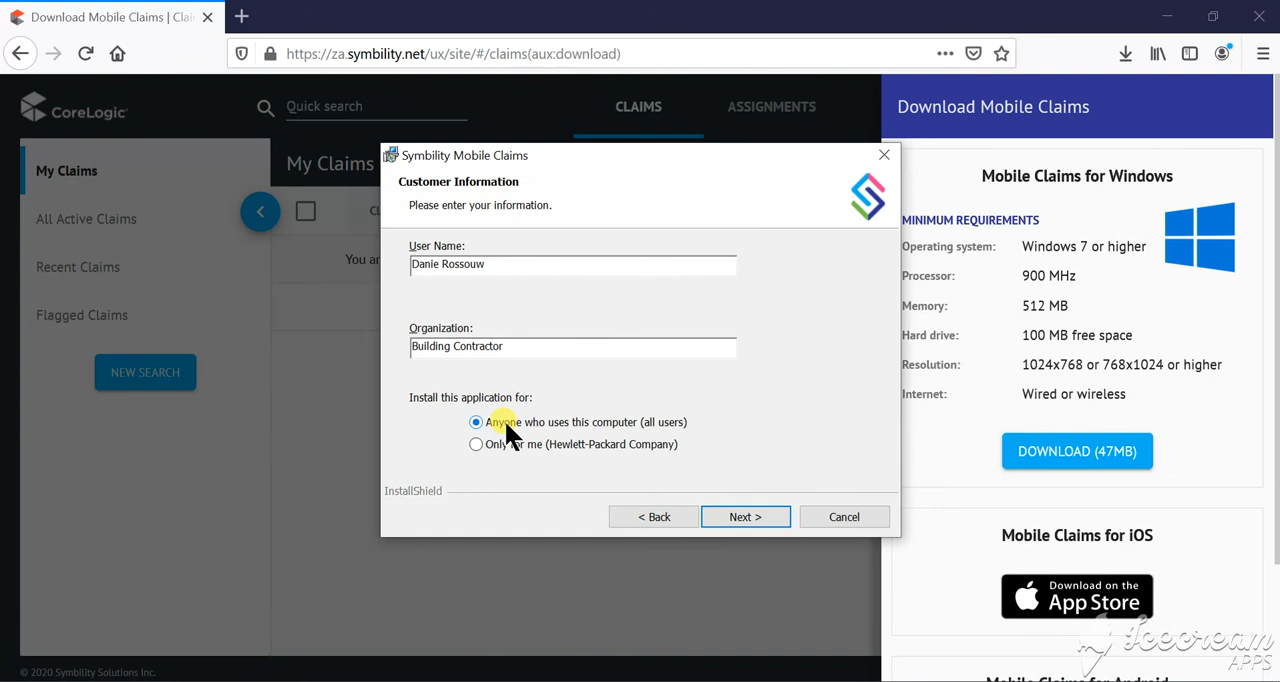 Download Mobile Claims | Clai
https://za.symbility.net/ux/site/#/claims(aux:download)
CoreLogic
Quick search
CLAIMS
ASSIGNMENTS
Download Mobile Claims
My Claims
All Active Claims
Recent Claims
Flagged Claims
NEW SEARCH
My Claims
Cl
You ar
Symbility Mobile Claims
Customer Information
Please enter your information.
User Name:
Danie Rossouw
Organization:
Building Contractor
Install this application for:
Anyone who uses this computer (all users)
Only for me (Hewlett-Packard Company)
InstallShield
< Back
Next >
Cancel
Mobile Claims for Windows
MINIMUM REQUIREMENTS
Operating system: Windows 7 or higher
Processor: 900 MHz
Memory: 512 MB
Hard drive: 100 MB free space
Resolution: 1024x768 or 768x1024 or higher
Internet: Wired or wireless
DOWNLOAD (47MB)
Mobile Claims for iOS
Download on the
App Store
Mobile Claims for Android
© 2020 Symbility Solutions Inc.
Icecream
APPS